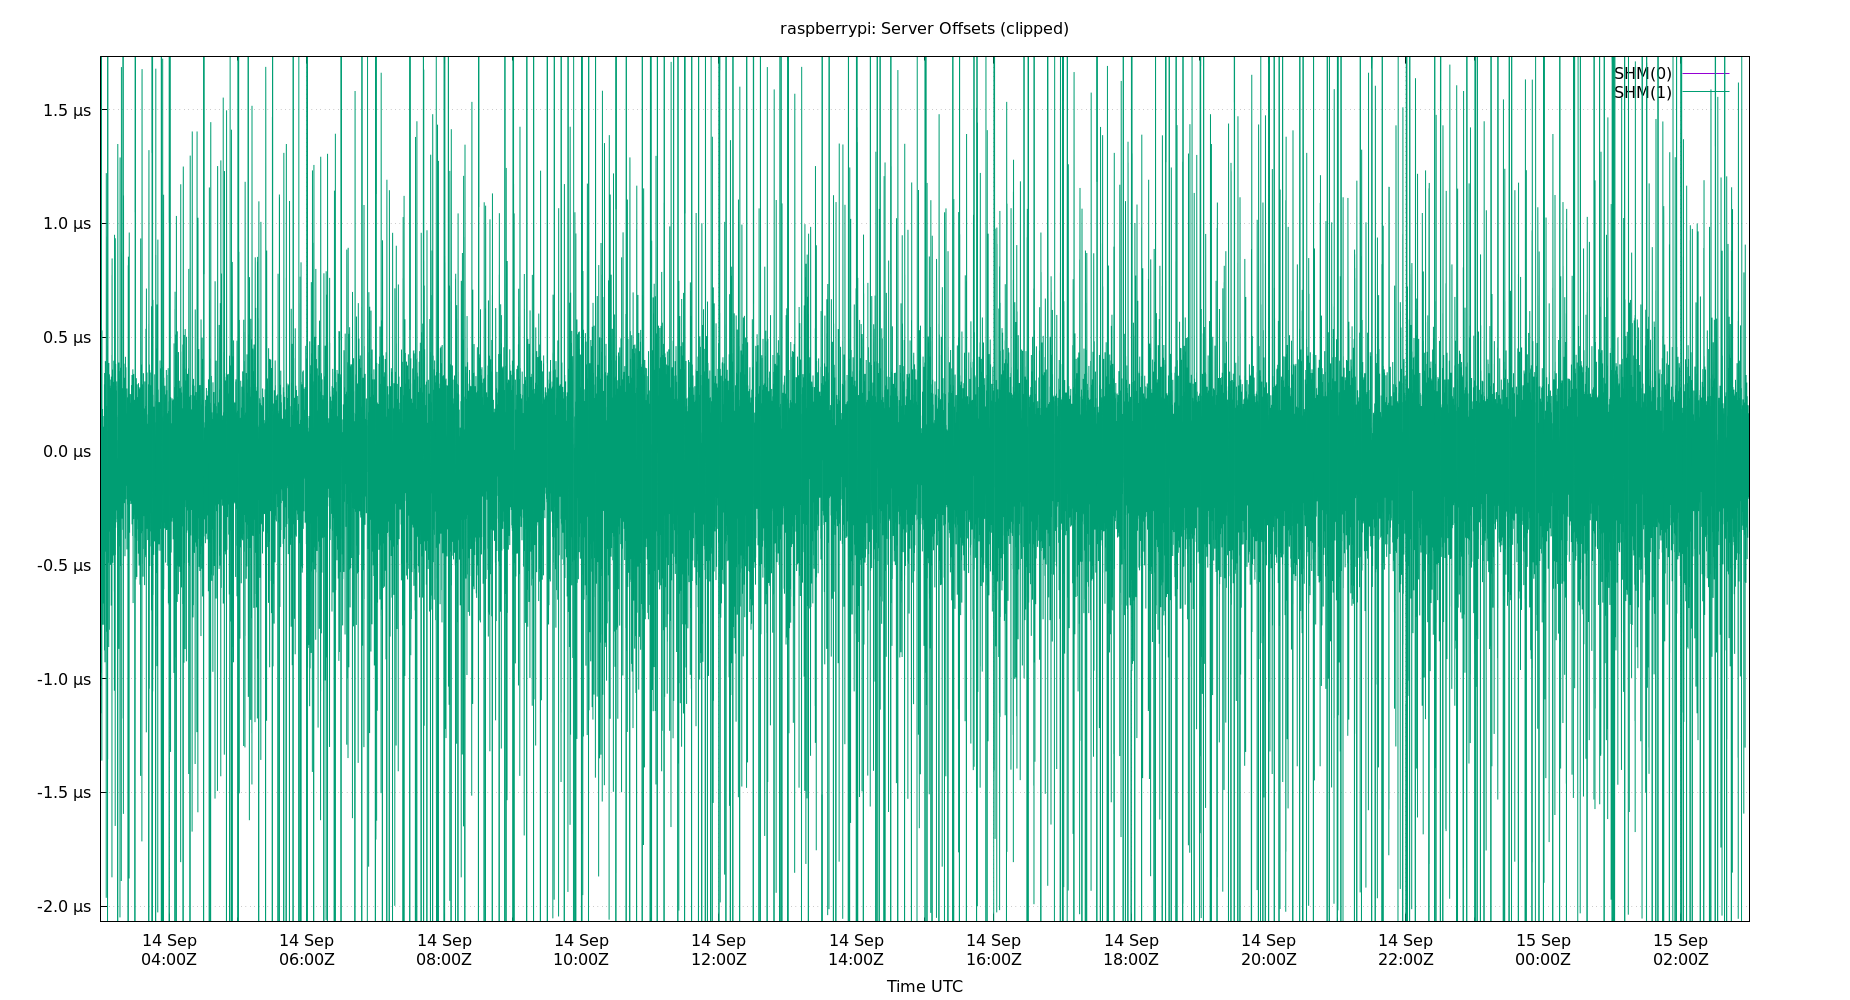 raspberrypi: Server Offsets (clipped)
SHM(0)
SHM(1)
1.5 µs
1.0 µs
0.5 µs
0.0 µs
-0.5 µs
-1.0 µs
-1.5 µs
-2.0 µs
14 Sep 14 Sep 14 Sep 14 Sep 14 Sep 14 Sep 14 Sep 14 Sep 14 Sep 14 Sep 15 Sep 15 Sep
04:00Z 06:00Z 08:00Z 10:00Z 12:00Z 14:00Z 16:00Z 18:00Z 20:00Z 22:00Z 00:00Z 02:00Z
Time UTC